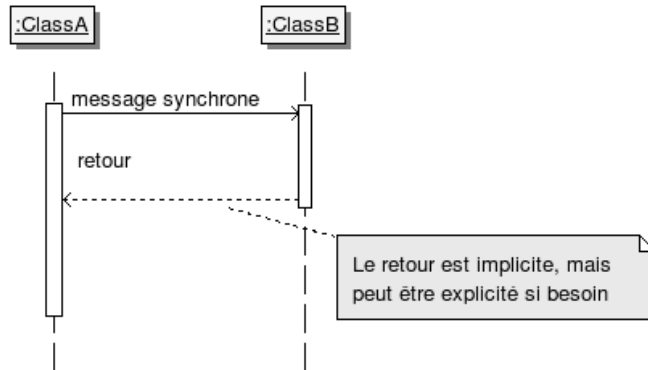 :ClassA
:ClassB
message synchrone
retour
Le retour est implicite, mais
peut être explicité si besoin